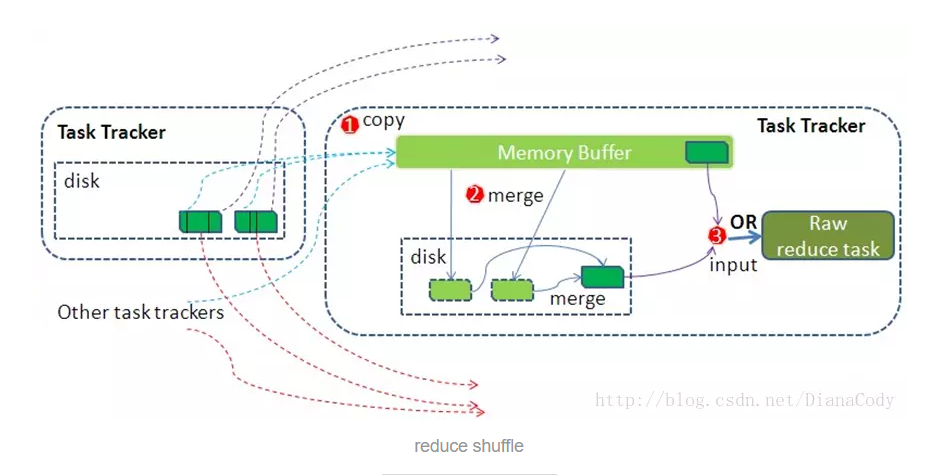 Task Tracker
disk
Other task trackers
1 copy
Task Tracker
Memory Buffer
2 merge
disk
merge
3
OR
input
Raw
reduce task
http://blog.csdn.net/DianaCody
reduce shuffle